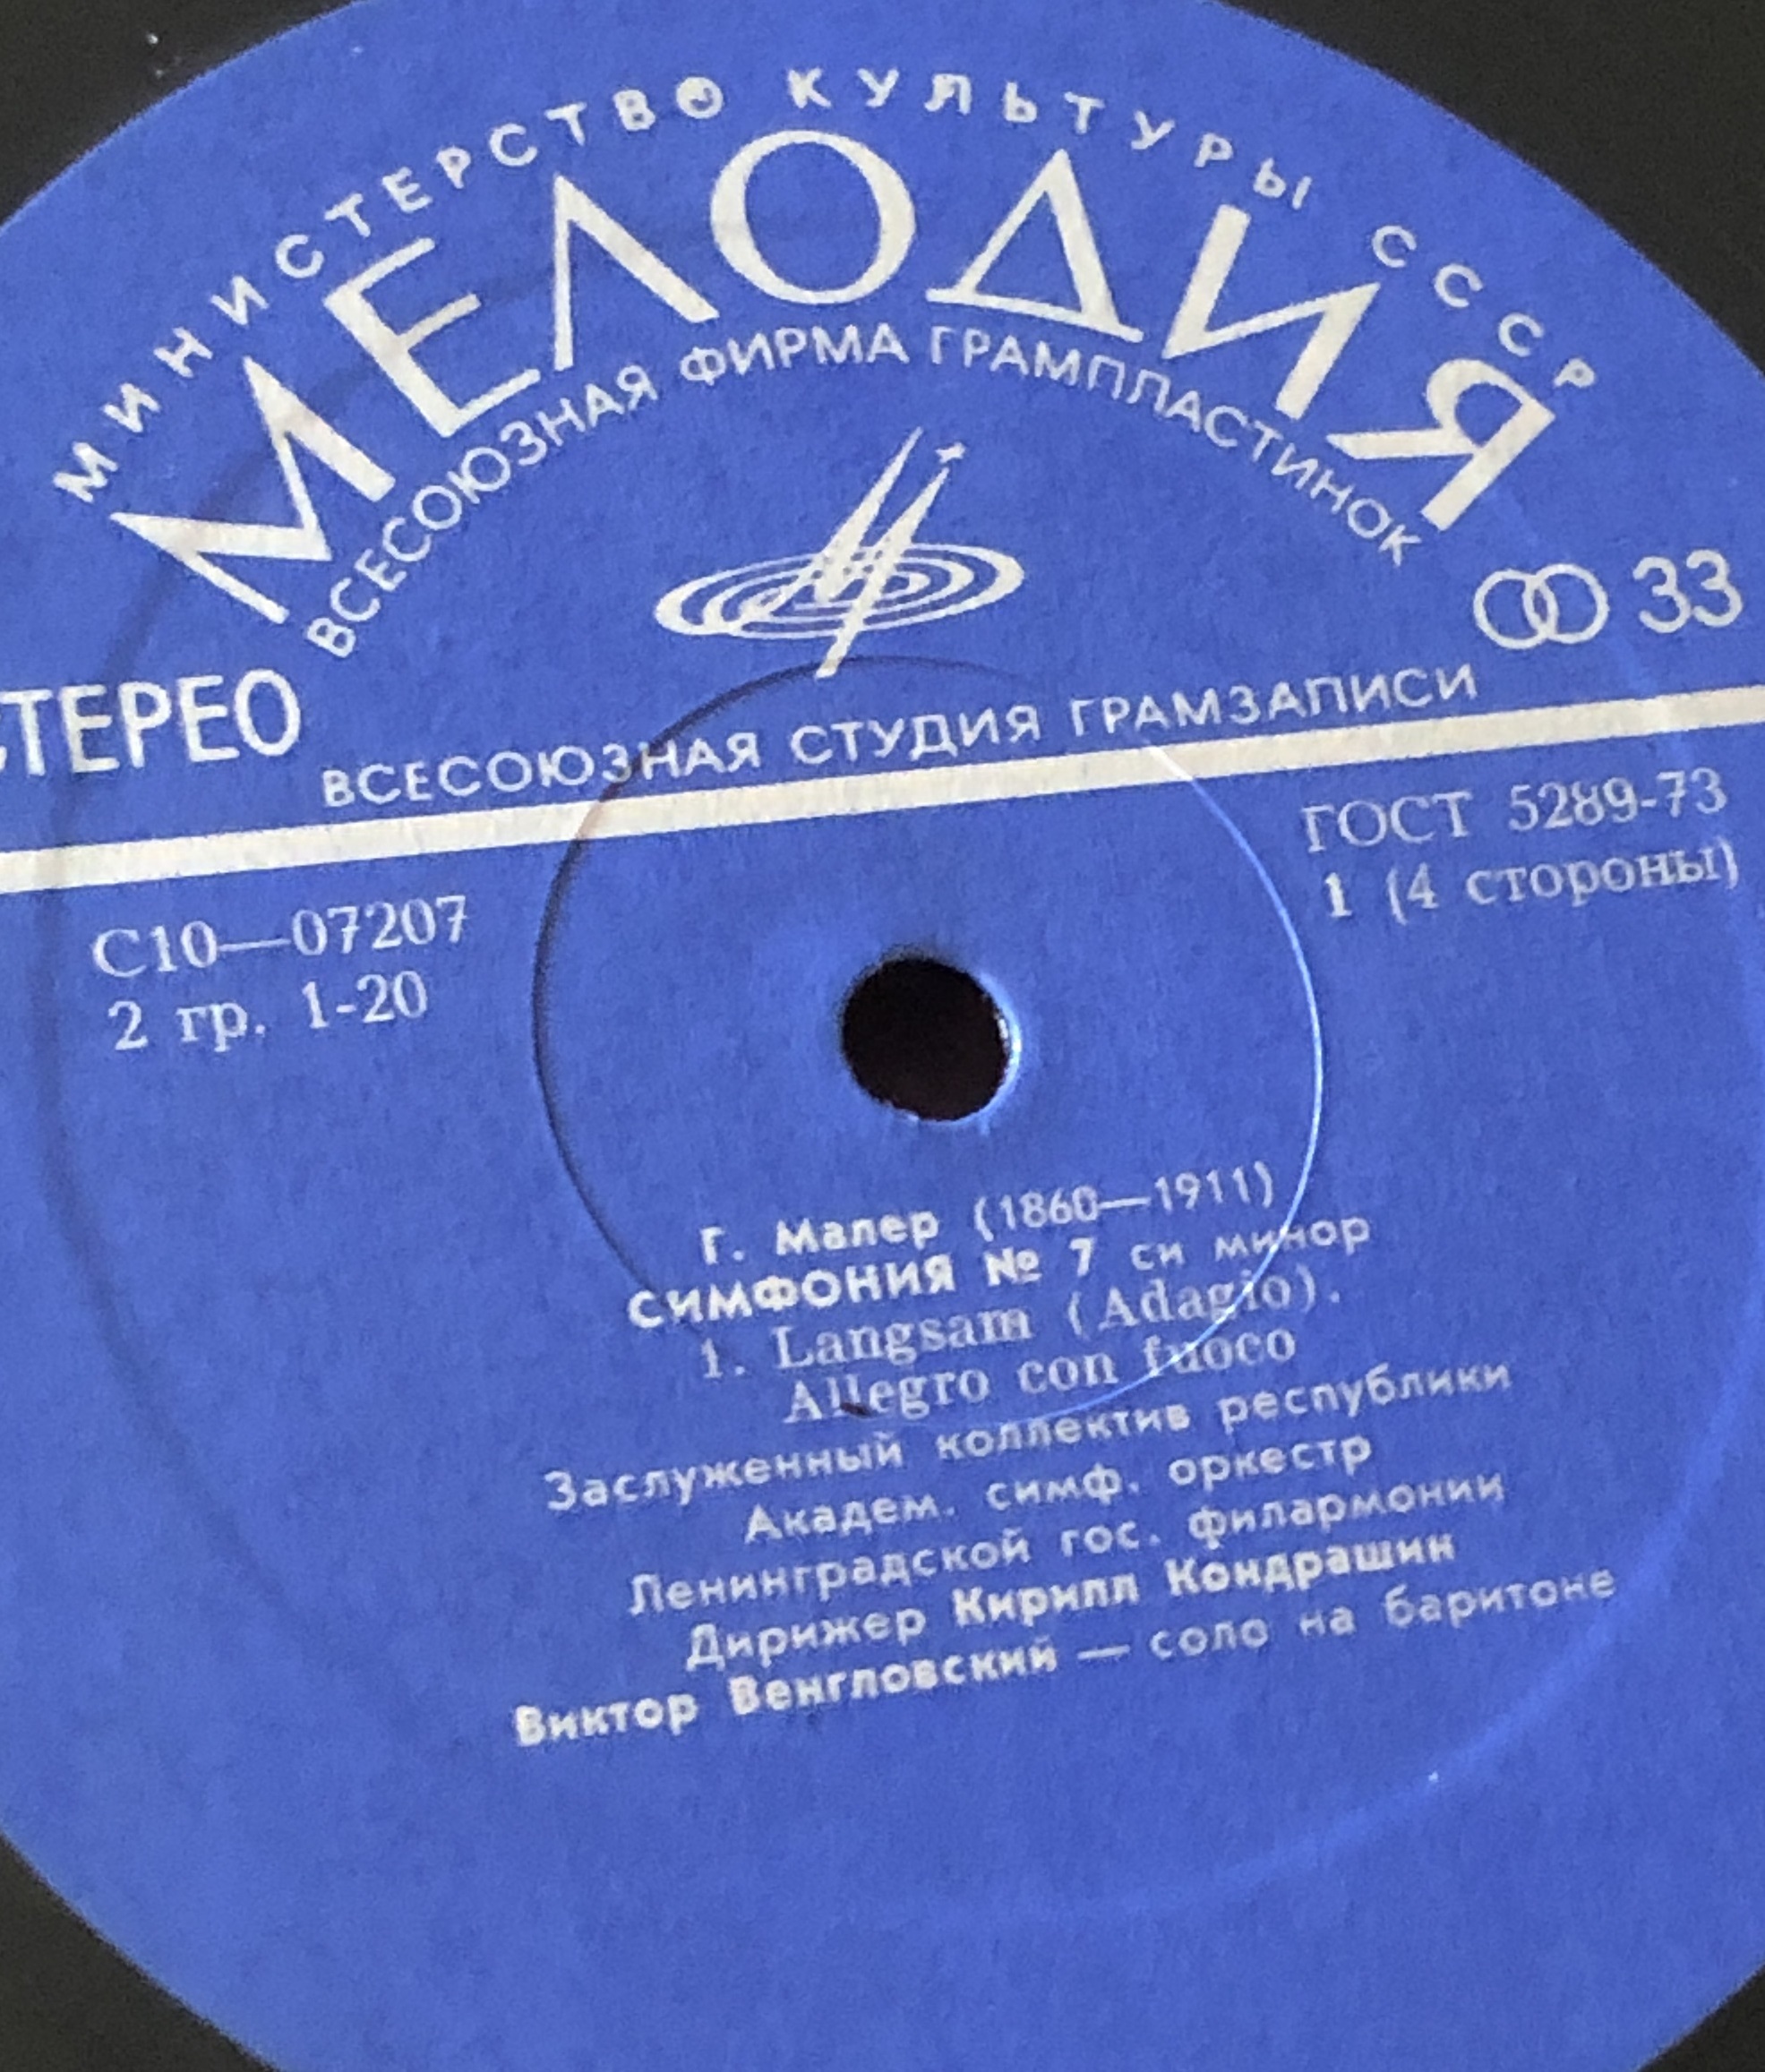 МИНИСТЕРСТВО КУЛЬТУРЫ СССР
МЕЛОДИЯ
ВСЕСОЮЗНАЯ ФИРМА ГРАМПЛАСТИНОК
СТЕРЕО
33
ВСЕСОЮЗНАЯ СТУДИЯ ГРАМЗАПИСИ
ГОСТ 5289-73
1 (4 стороны)
С10—07207
2 гр. 1-20
Г. Малер (1860—1911)
СИМФОНИЯ № 7 си минор
1. Langsam (Adagio).
Allegro con fuoco
Заслуженный коллектив республики
Академ. симф. оркестр
Ленинградской гос. филармонии
Дирижер Кирилл Кондрашин
Виктор Венгловский — соло на баритоне